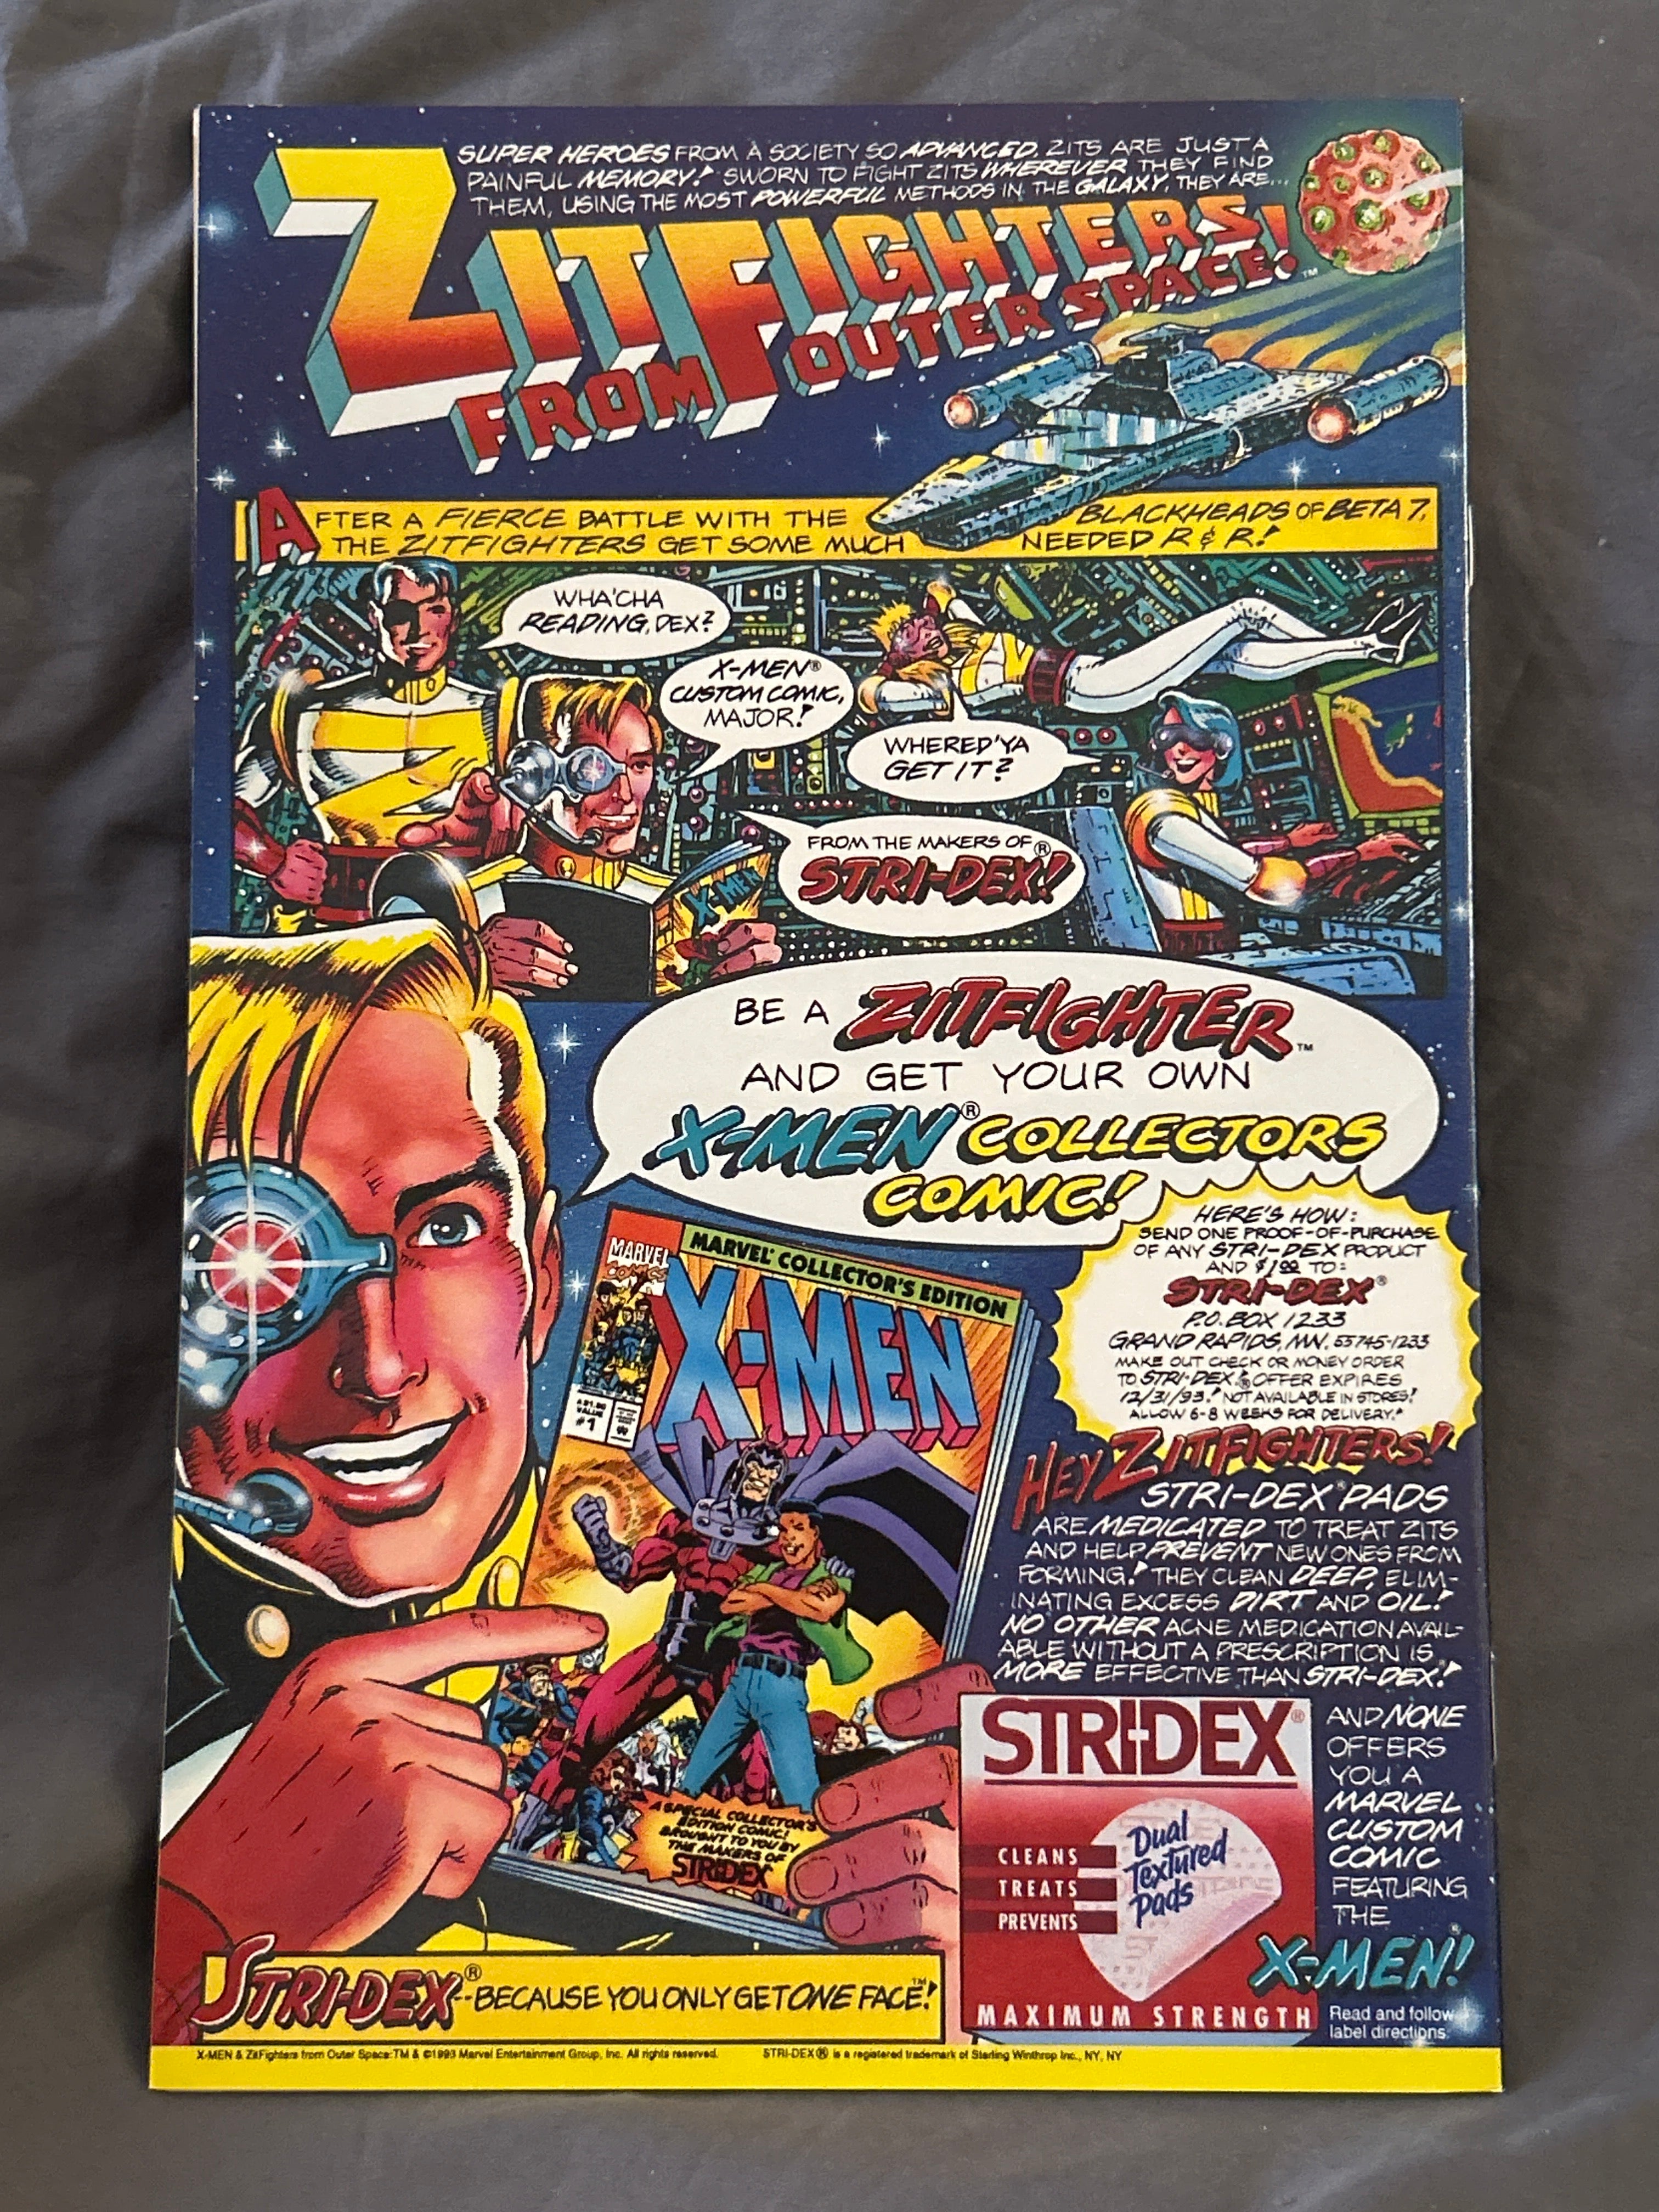 SUPER HEROES FROM A SOCIETY SO ADVANCED, ZITS ARE JUST A
PAINFUL MEMORY! SWORN TO FIGHT ZITS WHEREVER THEY FIND
THEM, USING THE MOST POWERFUL METHODS IN THE GALAXY, THEY ARE...
ZITFIGHTERS!
FROM OUTER SPACE!™
AFTER A FIERCE BATTLE WITH THE BLACKHEADS OF BETA 7,
THE ZITFIGHTERS GET SOME MUCH NEEDED R & R!
WHA'CHA
READING, DEX?
X-MEN®
CUSTOM COMIC,
MAJOR!
WHERED'YA
GET IT?
FROM THE MAKERS OF
STRI-DEX®!
X-MEN
BE A ZITFIGHTER™
AND GET YOUR OWN
X-MEN® COLLECTORS
COMIC!
HERE'S HOW:
SEND ONE PROOF-OF-PURCHASE
OF ANY STRI-DEX PRODUCT
AND $1.00 TO:
STRI-DEX®
P.O. BOX 1233
GRAND RAPIDS, MN. 55745-1233
MAKE OUT CHECK OR MONEY ORDER
TO STRI-DEX®! OFFER EXPIRES
12/31/93! NOT AVAILABLE IN STORES!
ALLOW 6-8 WEEKS FOR DELIVERY.*
MARVEL
COMICS
MARVEL COLLECTOR'S EDITION
X-MEN
A $1.50
VALUE
#1
A SPECIAL COLLECTOR'S
EDITION COMIC!
BROUGHT TO YOU BY
THE MAKERS OF
STRIDEX
HEY ZITFIGHTERS!
STRI-DEX® PADS
ARE MEDICATED TO TREAT ZITS
AND HELP PREVENT NEW ONES FROM
FORMING! THEY CLEAN DEEP, ELIM-
INATING EXCESS DIRT AND OIL!
NO OTHER ACNE MEDICATION AVAIL-
ABLE WITHOUT A PRESCRIPTION IS
MORE EFFECTIVE THAN STRI-DEX!
AND NONE
OFFERS
YOU A
MARVEL
CUSTOM
COMIC
FEATURING
THE
X-MEN!
STRI-DEX®
CLEANS
TREATS
PREVENTS
Dual
Textured
Pads
MAXIMUM STRENGTH
Read and follow
label directions.
STRI-DEX®--BECAUSE YOU ONLY GET ONE FACE!™
X-MEN & ZitFighters from Outer Space:TM & ©1993 Marvel Entertainment Group, Inc. All rights reserved.
STRI-DEX® is a registered trademark of Sterling Winthrop Inc., NY, NY